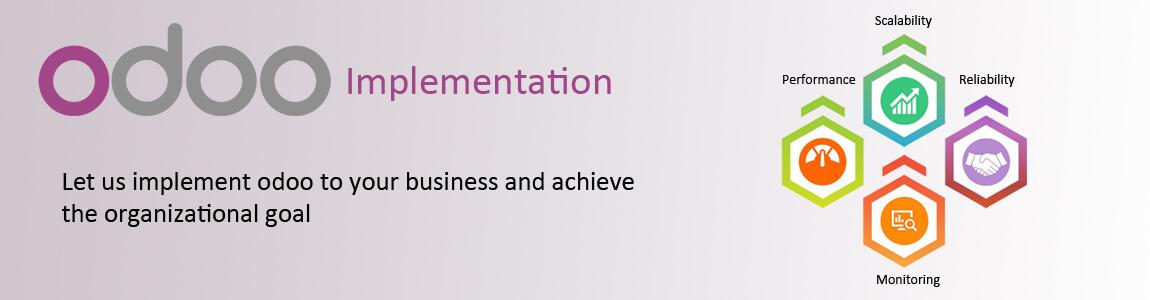 odoo Implementation
Let us implement odoo to your business and achieve
the organizational goal
Scalability
Performance
Reliability
Monitoring